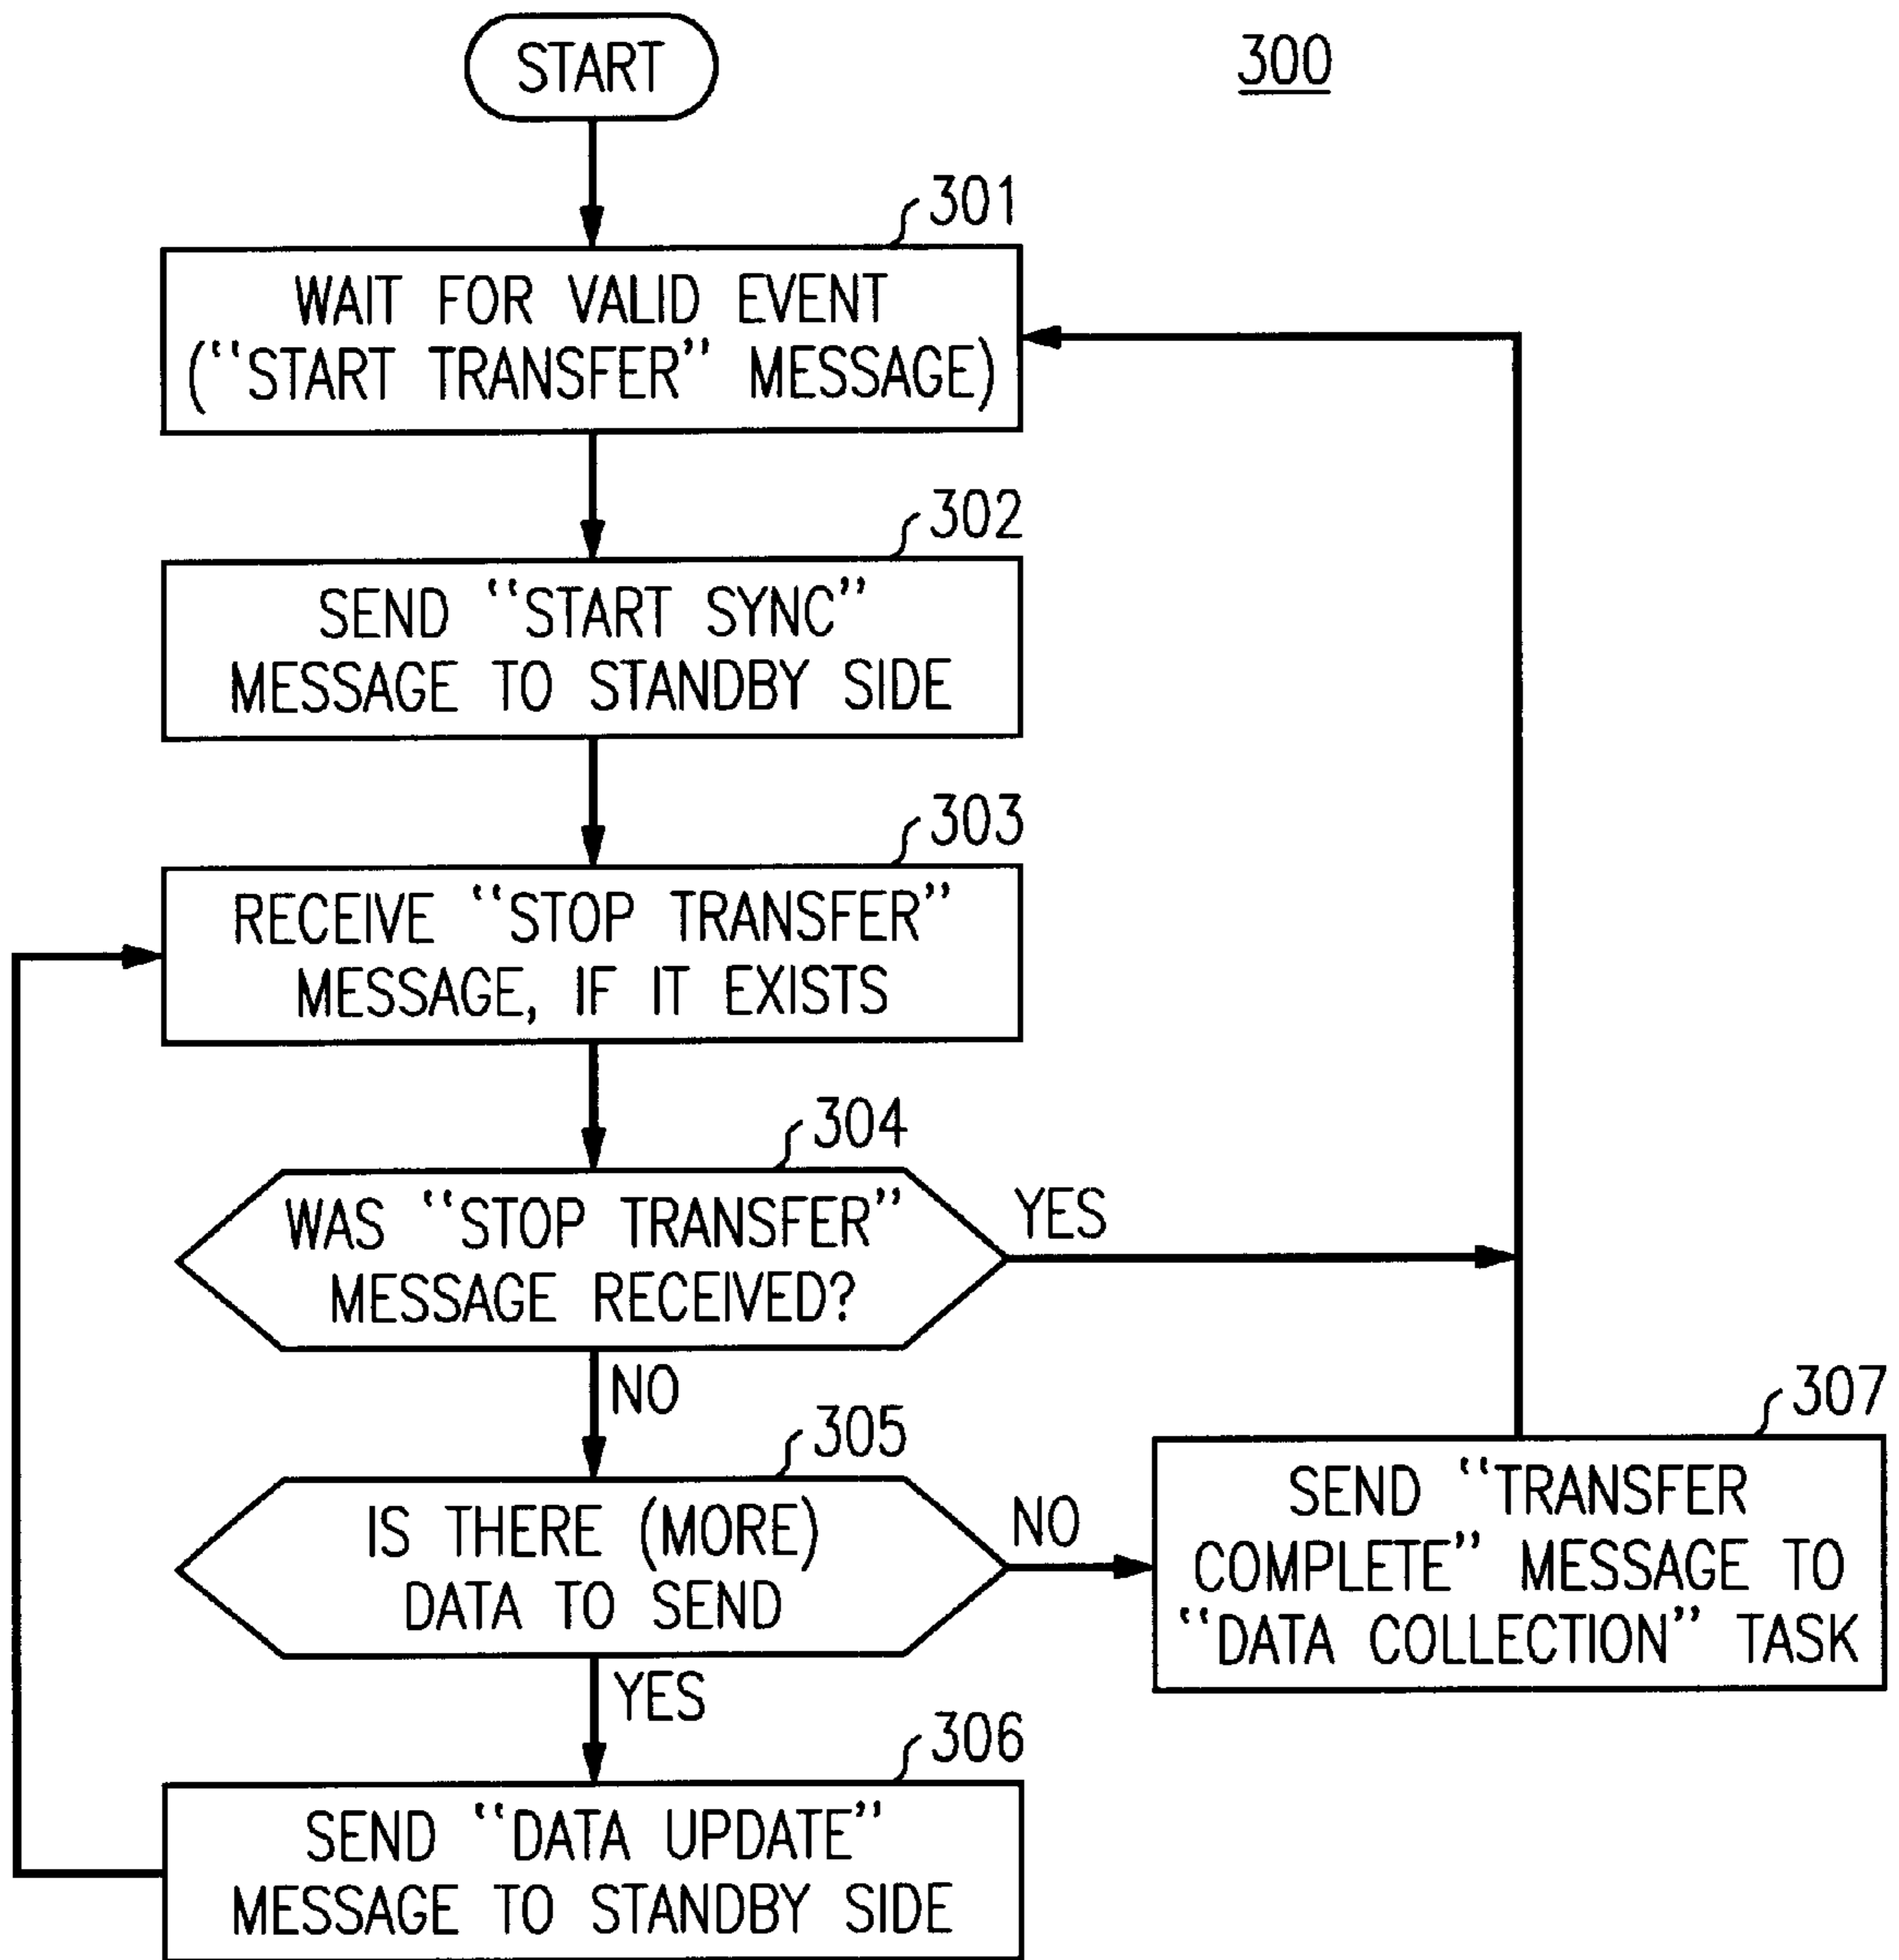 START
300
301
WAIT FOR VALID EVENT
(“START TRANSFER” MESSAGE)
302
SEND “START SYNC”
MESSAGE TO STANDBY SIDE
303
RECEIVE “STOP TRANSFER”
MESSAGE, IF IT EXISTS
304
WAS “STOP TRANSFER”
MESSAGE RECEIVED?
YES
NO
305
IS THERE (MORE)
DATA TO SEND
NO
307
SEND “TRANSFER
COMPLETE” MESSAGE TO
“DATA COLLECTION” TASK
YES
306
SEND “DATA UPDATE”
MESSAGE TO STANDBY SIDE